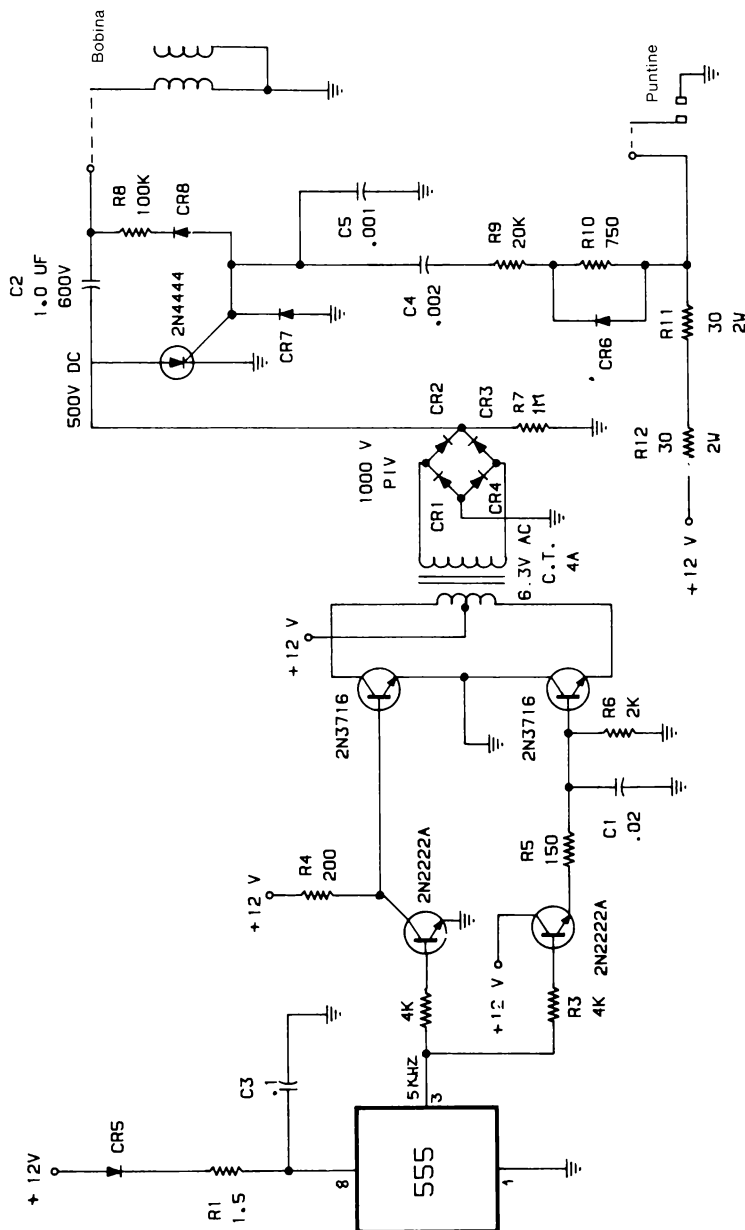 Bobina
Puntine
C2
1.0 UF
600V
R8
100K
CR8
2N4444
500V DC
CR7
C5
.001
C4
.002
R9
20K
R10
750
CR6
R11
30
2W
R12
30
2W
+12 V
1000 V
PIV
CR2
CR3
CR1
CR4
R7
1M
6.3V AC
C.T.
4A
+12 V
2N3716
2N3716
R6
2K
C1
.02
R5
150
+12 V
R4
200
2N2222A
2N2222A
+12 V
4K
R3
4K
5KHZ
3
C3
.1
+12V
CR5
R1
1.5
8
555
1